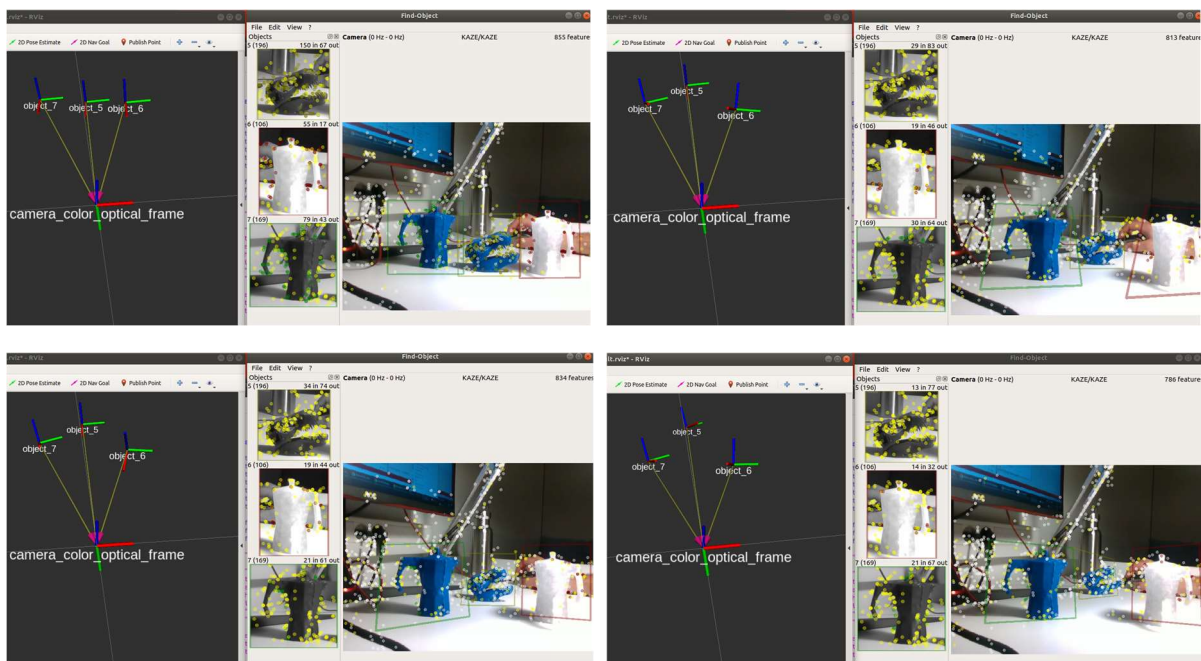 .rviz* - RViz
Find-Object
File Edit View ?
2D Pose Estimate 2D Nav Goal Publish Point
Objects
Camera (0 Hz - 0 Hz) KAZE/KAZE 855 feature
5 (196) 150 in 67 out
object_7 object_5 object_6
6 (106) 55 in 17 out
camera_color_optical_frame
7 (169) 79 in 43 out
t.rviz* - RViz
Find-Object
File Edit View ?
2D Pose Estimate 2D Nav Goal Publish Point
Objects
Camera (0 Hz - 0 Hz) KAZE/KAZE 813 feature
5 (196) 29 in 83 out
object_5
object_7
object_6
6 (106) 19 in 46 out
camera_color_optical_frame
7 (169) 30 in 64 out
.rviz* - RViz
Find-Object
File Edit View ?
2D Pose Estimate 2D Nav Goal Publish Point
Objects
Camera (0 Hz - 0 Hz) KAZE/KAZE 834 features
5 (196) 34 in 74 out
object_5
object_7
object_6
6 (106) 19 in 44 out
camera_color_optical_frame
7 (169) 21 in 61 out
lt.rviz* - RViz
Find-Object
File Edit View ?
2D Pose Estimate 2D Nav Goal Publish Point
Objects
Camera (0 Hz - 0 Hz) KAZE/KAZE 786 features
5 (196) 13 in 77 out
object_5
object_7
object_6
6 (106) 14 in 32 out
camera_color_optical_frame
7 (169) 21 in 67 out